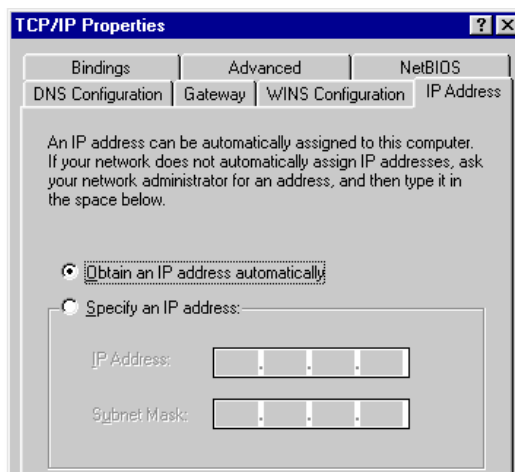 TCP/IP Properties
Bindings Advanced NetBIOS
DNS Configuration Gateway WINS Configuration IP Address
An IP address can be automatically assigned to this computer.
If your network does not automatically assign IP addresses, ask
your network administrator for an address, and then type it in
the space below.
Obtain an IP address automatically
Specify an IP address:
IP Address:
Subnet Mask: